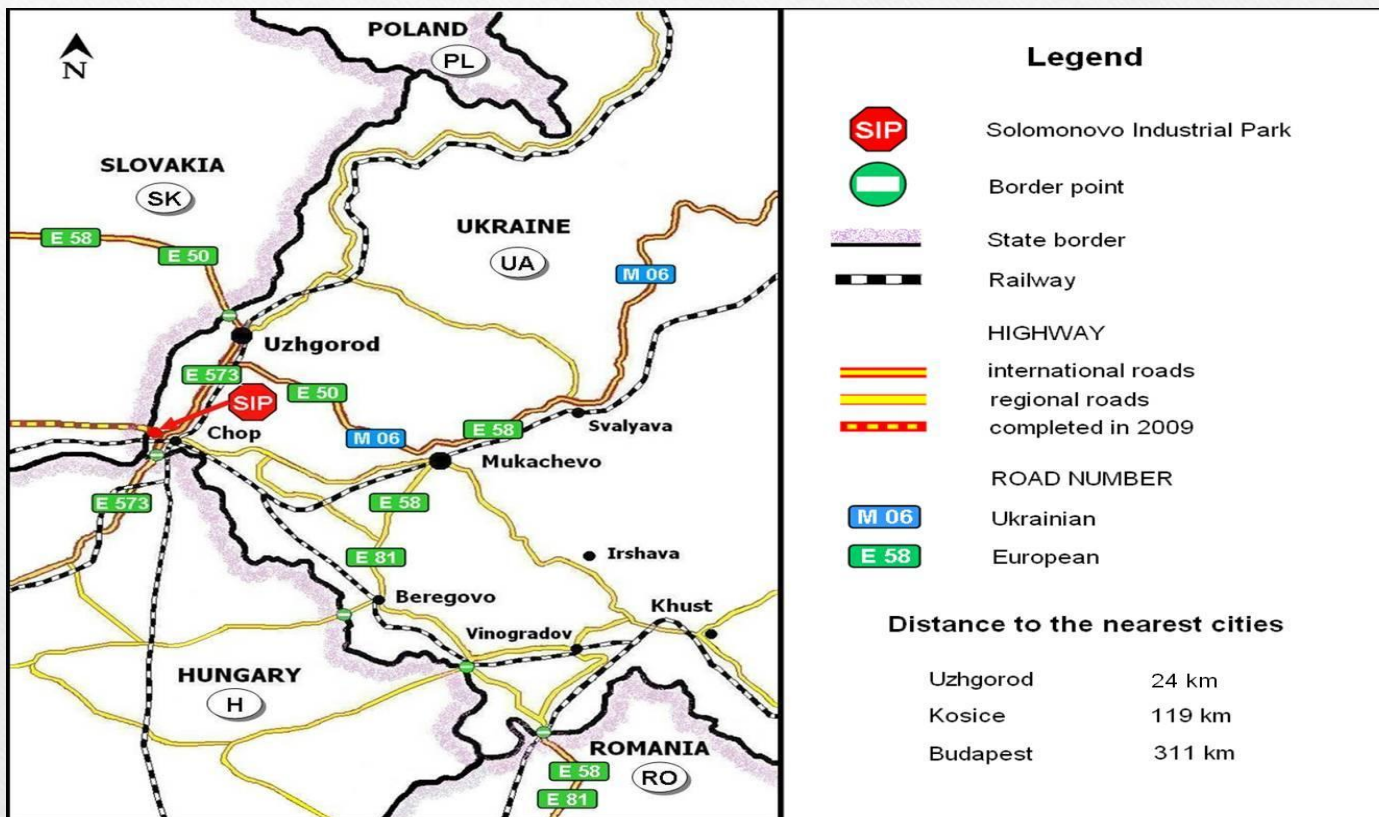 POLAND
PL
N
SLOVAKIA
SK
UKRAINE
UA
E 58
E 50
M 06
Uzhgorod
E 573
E 50
SIP
Chop
M 06
E 58
Svalyava
Mukachevo
E 573
E 58
E 81
Irshava
Beregovo
Khust
Vinogradov
HUNGARY
H
ROMANIA
RO
E 58
E 81
Legend
SIP Solomonovo Industrial Park
Border point
State border
Railway
HIGHWAY
international roads
regional roads
completed in 2009
ROAD NUMBER
M 06 Ukrainian
E 58 European
Distance to the nearest cities
Uzhgorod 24 km
Kosice 119 km
Budapest 311 km